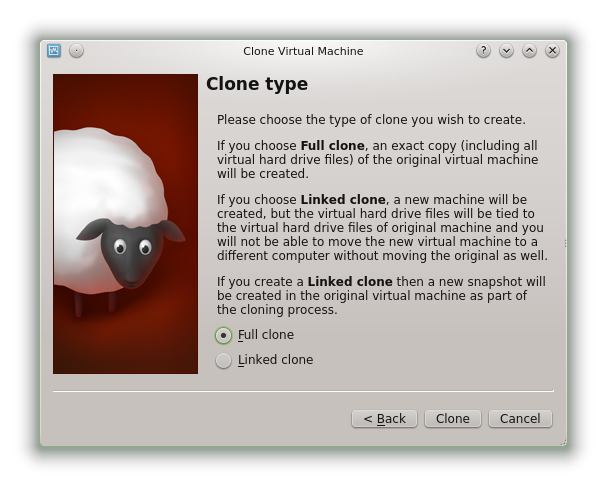 Clone Virtual Machine
Clone type
Please choose the type of clone you wish to create.
If you choose Full clone, an exact copy (including all
virtual hard drive files) of the original virtual machine
will be created.
If you choose Linked clone, a new machine will be
created, but the virtual hard drive files will be tied to
the virtual hard drive files of original machine and you
will not be able to move the new virtual machine to a
different computer without moving the original as well.
If you create a Linked clone then a new snapshot will
be created in the original virtual machine as part of
the cloning process.
Full clone
Linked clone
< Back Clone Cancel